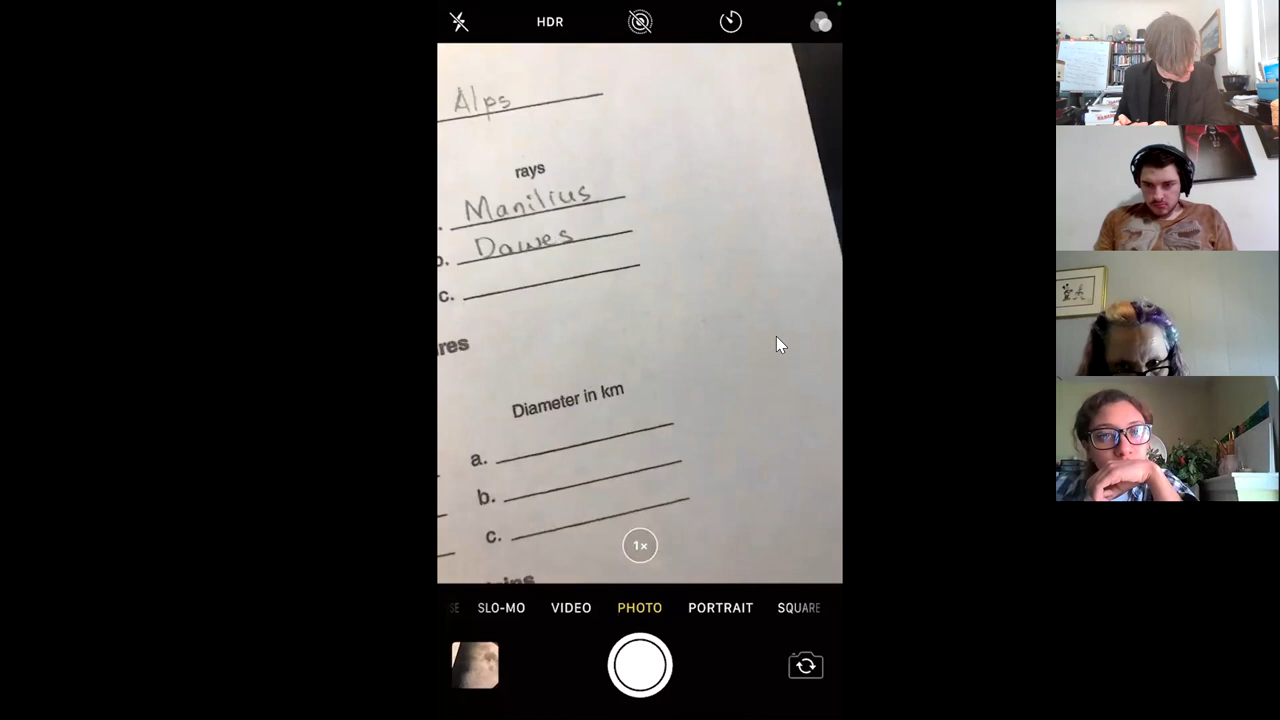 HDR
Alps
rays
Manilius
Dawes
c.
res
Diameter in km
a.
b.
c.
1×
SLO-MO VIDEO PHOTO PORTRAIT SQUARE